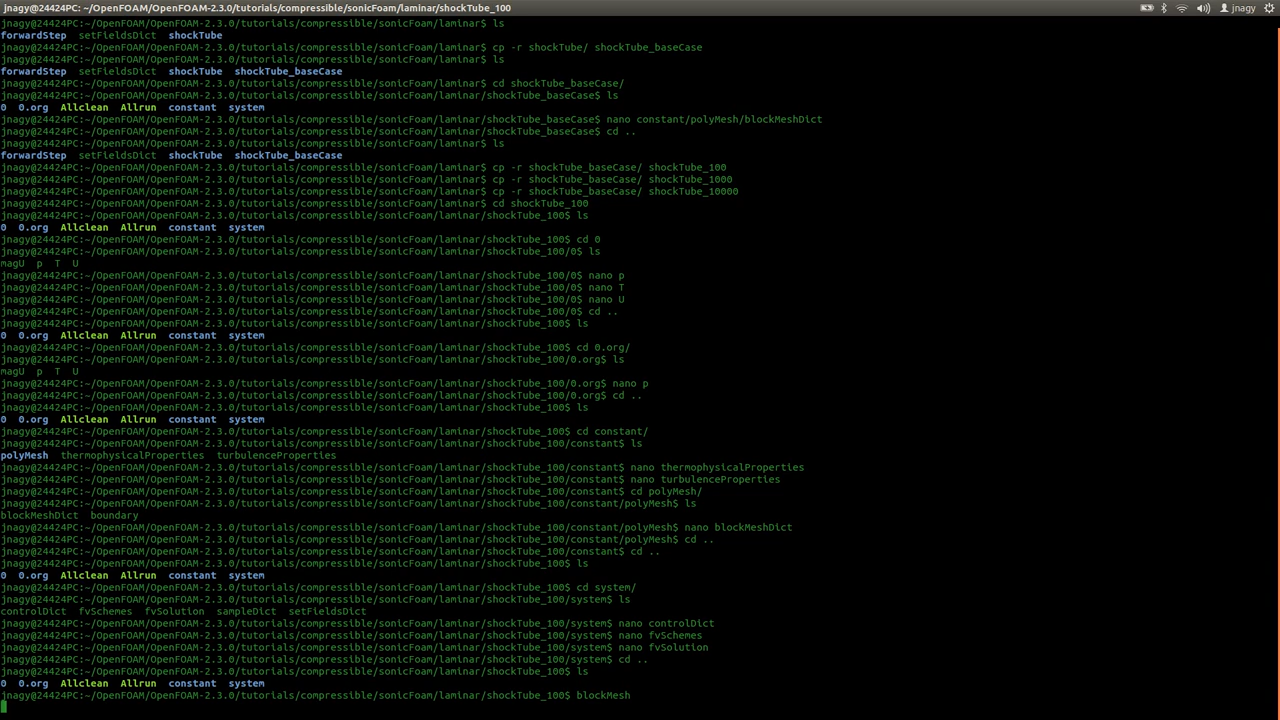 jnagy@24424PC: ~/OpenFOAM/OpenFOAM-2.3.0/tutorials/compressible/sonicFoam/laminar/shockTube_100
jnagy
jnagy@24424PC:~/OpenFOAM/OpenFOAM-2.3.0/tutorials/compressible/sonicFoam/laminar$ ls
forwardStep  setFieldsDict  shockTube
jnagy@24424PC:~/OpenFOAM/OpenFOAM-2.3.0/tutorials/compressible/sonicFoam/laminar$ cp -r shockTube/ shockTube_baseCase
jnagy@24424PC:~/OpenFOAM/OpenFOAM-2.3.0/tutorials/compressible/sonicFoam/laminar$ ls
forwardStep  setFieldsDict  shockTube  shockTube_baseCase
jnagy@24424PC:~/OpenFOAM/OpenFOAM-2.3.0/tutorials/compressible/sonicFoam/laminar$ cd shockTube_baseCase/
jnagy@24424PC:~/OpenFOAM/OpenFOAM-2.3.0/tutorials/compressible/sonicFoam/laminar/shockTube_baseCase$ ls
0  0.org  Allclean  Allrun  constant  system
jnagy@24424PC:~/OpenFOAM/OpenFOAM-2.3.0/tutorials/compressible/sonicFoam/laminar/shockTube_baseCase$ nano constant/polyMesh/blockMeshDict
jnagy@24424PC:~/OpenFOAM/OpenFOAM-2.3.0/tutorials/compressible/sonicFoam/laminar/shockTube_baseCase$ cd ..
jnagy@24424PC:~/OpenFOAM/OpenFOAM-2.3.0/tutorials/compressible/sonicFoam/laminar$ ls
forwardStep  setFieldsDict  shockTube  shockTube_baseCase
jnagy@24424PC:~/OpenFOAM/OpenFOAM-2.3.0/tutorials/compressible/sonicFoam/laminar$ cp -r shockTube_baseCase/ shockTube_100
jnagy@24424PC:~/OpenFOAM/OpenFOAM-2.3.0/tutorials/compressible/sonicFoam/laminar$ cp -r shockTube_baseCase/ shockTube_1000
jnagy@24424PC:~/OpenFOAM/OpenFOAM-2.3.0/tutorials/compressible/sonicFoam/laminar$ cp -r shockTube_baseCase/ shockTube_10000
jnagy@24424PC:~/OpenFOAM/OpenFOAM-2.3.0/tutorials/compressible/sonicFoam/laminar$ cd shockTube_100
jnagy@24424PC:~/OpenFOAM/OpenFOAM-2.3.0/tutorials/compressible/sonicFoam/laminar/shockTube_100$ ls
0  0.org  Allclean  Allrun  constant  system
jnagy@24424PC:~/OpenFOAM/OpenFOAM-2.3.0/tutorials/compressible/sonicFoam/laminar/shockTube_100$ cd 0
jnagy@24424PC:~/OpenFOAM/OpenFOAM-2.3.0/tutorials/compressible/sonicFoam/laminar/shockTube_100/0$ ls
magU  p  T  U
jnagy@24424PC:~/OpenFOAM/OpenFOAM-2.3.0/tutorials/compressible/sonicFoam/laminar/shockTube_100/0$ nano p
jnagy@24424PC:~/OpenFOAM/OpenFOAM-2.3.0/tutorials/compressible/sonicFoam/laminar/shockTube_100/0$ nano T
jnagy@24424PC:~/OpenFOAM/OpenFOAM-2.3.0/tutorials/compressible/sonicFoam/laminar/shockTube_100/0$ nano U
jnagy@24424PC:~/OpenFOAM/OpenFOAM-2.3.0/tutorials/compressible/sonicFoam/laminar/shockTube_100/0$ cd ..
jnagy@24424PC:~/OpenFOAM/OpenFOAM-2.3.0/tutorials/compressible/sonicFoam/laminar/shockTube_100$ ls
0  0.org  Allclean  Allrun  constant  system
jnagy@24424PC:~/OpenFOAM/OpenFOAM-2.3.0/tutorials/compressible/sonicFoam/laminar/shockTube_100$ cd 0.org/
jnagy@24424PC:~/OpenFOAM/OpenFOAM-2.3.0/tutorials/compressible/sonicFoam/laminar/shockTube_100/0.org$ ls
magU  p  T  U
jnagy@24424PC:~/OpenFOAM/OpenFOAM-2.3.0/tutorials/compressible/sonicFoam/laminar/shockTube_100/0.org$ nano p
jnagy@24424PC:~/OpenFOAM/OpenFOAM-2.3.0/tutorials/compressible/sonicFoam/laminar/shockTube_100/0.org$ cd ..
jnagy@24424PC:~/OpenFOAM/OpenFOAM-2.3.0/tutorials/compressible/sonicFoam/laminar/shockTube_100$ ls
0  0.org  Allclean  Allrun  constant  system
jnagy@24424PC:~/OpenFOAM/OpenFOAM-2.3.0/tutorials/compressible/sonicFoam/laminar/shockTube_100$ cd constant/
jnagy@24424PC:~/OpenFOAM/OpenFOAM-2.3.0/tutorials/compressible/sonicFoam/laminar/shockTube_100/constant$ ls
polyMesh  thermophysicalProperties  turbulenceProperties
jnagy@24424PC:~/OpenFOAM/OpenFOAM-2.3.0/tutorials/compressible/sonicFoam/laminar/shockTube_100/constant$ nano thermophysicalProperties
jnagy@24424PC:~/OpenFOAM/OpenFOAM-2.3.0/tutorials/compressible/sonicFoam/laminar/shockTube_100/constant$ nano turbulenceProperties
jnagy@24424PC:~/OpenFOAM/OpenFOAM-2.3.0/tutorials/compressible/sonicFoam/laminar/shockTube_100/constant$ cd polyMesh/
jnagy@24424PC:~/OpenFOAM/OpenFOAM-2.3.0/tutorials/compressible/sonicFoam/laminar/shockTube_100/constant/polyMesh$ ls
blockMeshDict  boundary
jnagy@24424PC:~/OpenFOAM/OpenFOAM-2.3.0/tutorials/compressible/sonicFoam/laminar/shockTube_100/constant/polyMesh$ nano blockMeshDict
jnagy@24424PC:~/OpenFOAM/OpenFOAM-2.3.0/tutorials/compressible/sonicFoam/laminar/shockTube_100/constant/polyMesh$ cd ..
jnagy@24424PC:~/OpenFOAM/OpenFOAM-2.3.0/tutorials/compressible/sonicFoam/laminar/shockTube_100/constant$ cd ..
jnagy@24424PC:~/OpenFOAM/OpenFOAM-2.3.0/tutorials/compressible/sonicFoam/laminar/shockTube_100$ ls
0  0.org  Allclean  Allrun  constant  system
jnagy@24424PC:~/OpenFOAM/OpenFOAM-2.3.0/tutorials/compressible/sonicFoam/laminar/shockTube_100$ cd system/
jnagy@24424PC:~/OpenFOAM/OpenFOAM-2.3.0/tutorials/compressible/sonicFoam/laminar/shockTube_100/system$ ls
controlDict  fvSchemes  fvSolution  sampleDict  setFieldsDict
jnagy@24424PC:~/OpenFOAM/OpenFOAM-2.3.0/tutorials/compressible/sonicFoam/laminar/shockTube_100/system$ nano controlDict
jnagy@24424PC:~/OpenFOAM/OpenFOAM-2.3.0/tutorials/compressible/sonicFoam/laminar/shockTube_100/system$ nano fvSchemes
jnagy@24424PC:~/OpenFOAM/OpenFOAM-2.3.0/tutorials/compressible/sonicFoam/laminar/shockTube_100/system$ nano fvSolution
jnagy@24424PC:~/OpenFOAM/OpenFOAM-2.3.0/tutorials/compressible/sonicFoam/laminar/shockTube_100/system$ cd ..
jnagy@24424PC:~/OpenFOAM/OpenFOAM-2.3.0/tutorials/compressible/sonicFoam/laminar/shockTube_100$ ls
0  0.org  Allclean  Allrun  constant  system
jnagy@24424PC:~/OpenFOAM/OpenFOAM-2.3.0/tutorials/compressible/sonicFoam/laminar/shockTube_100$ blockMesh